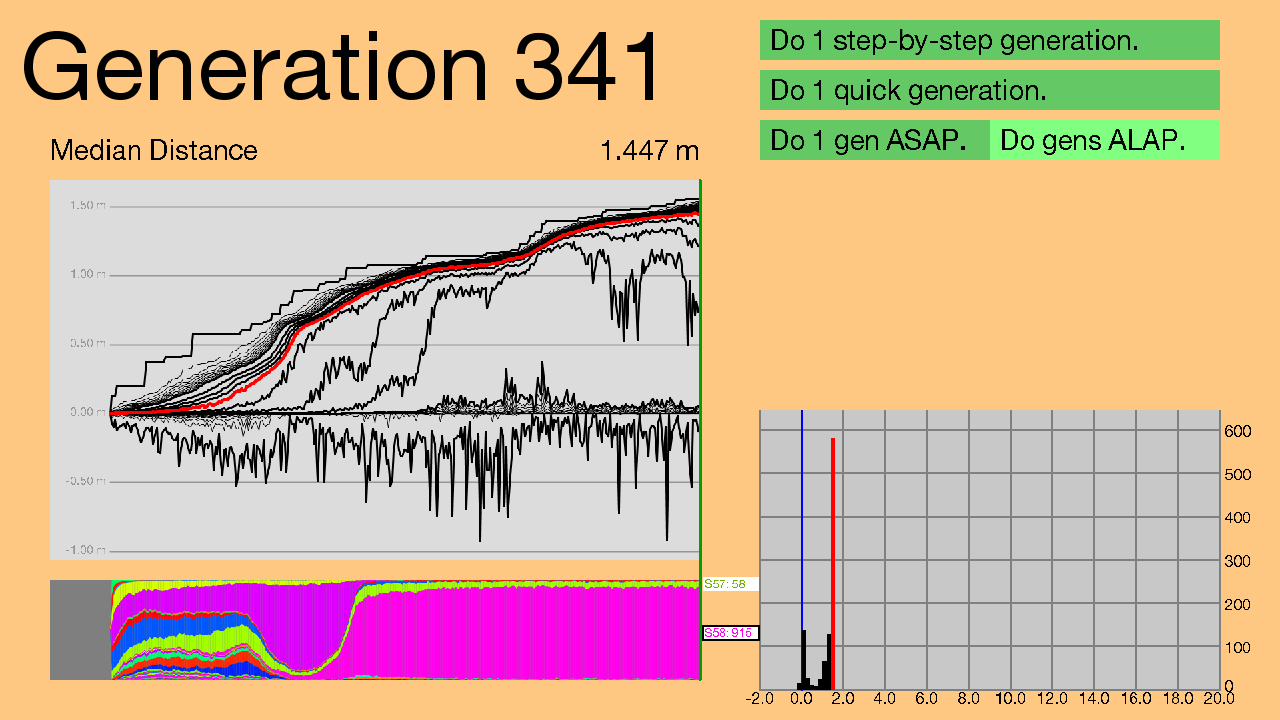 Generation 341
Do 1 step-by-step generation.
Do 1 quick generation.
Do 1 gen ASAP. Do gens ALAP.
Median Distance 1.447 m
1.50 m
1.00 m
0.50 m
0.00 m
-0.50 m
-1.00 m
S57: 58
S58: 915
600
500
400
300
200
100
0
-2.0 0.0 2.0 4.0 6.0 8.0 10.0 12.0 14.0 16.0 18.0 20.0